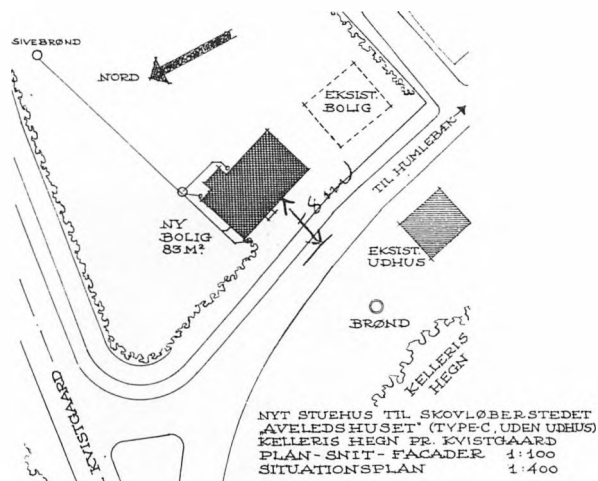 SIVEBRØND
NORD
EKSIST.
BOLIG
TIL HUMLEBÆK
8 m
NY
BOLIG
83 M²
EKSIST.
UDHUS
BRØND
KELLERIS
HEGN
- KVISTGAARD
NYT STUEHUS TIL SKOVLØBERSTEDET
„AVELEDSHUSET" (TYPE-C, UDEN UDHUS)
KELLERIS HEGN PR. KVISTGAARD
PLAN-SNIT-FACADER 1:100
SITUATIONSPLAN 1:400